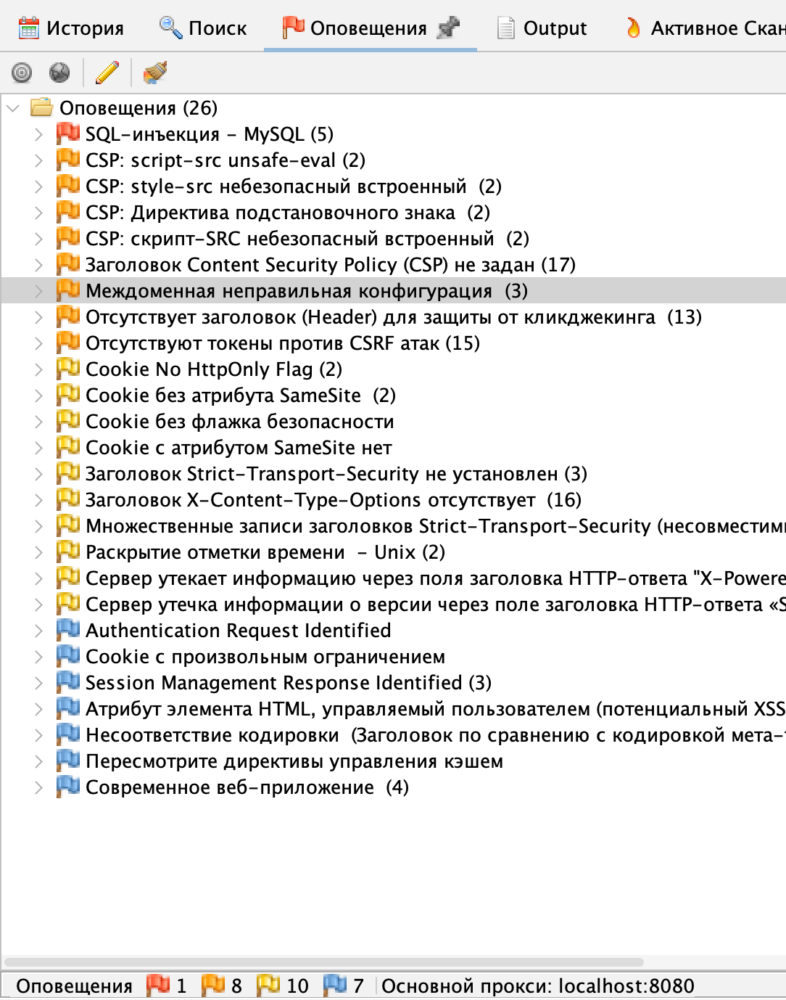 История Поиск Оповещения Output Активное Скан
Оповещения (26)
SQL-инъекция - MySQL (5)
CSP: script-src unsafe-eval (2)
CSP: style-src небезопасный встроенный (2)
CSP: Директива подстановочного знака (2)
CSP: скрипт-SRC небезопасный встроенный (2)
Заголовок Content Security Policy (CSP) не задан (17)
Междоменная неправильная конфигурация (3)
Отсутствует заголовок (Header) для защиты от кликджекинга (13)
Отсутствуют токены против CSRF атак (15)
Cookie No HttpOnly Flag (2)
Cookie без атрибута SameSite (2)
Cookie без флажка безопасности
Cookie с атрибутом SameSite нет
Заголовок Strict-Transport-Security не установлен (3)
Заголовок X-Content-Type-Options отсутствует (16)
Множественные записи заголовков Strict-Transport-Security (несовместим
Раскрытие отметки времени - Unix (2)
Сервер утекает информацию через поля заголовка HTTP-ответа "X-Powere
Сервер утечка информации о версии через поле заголовка HTTP-ответа «S
Authentication Request Identified
Cookie с произвольным ограничением
Session Management Response Identified (3)
Атрибут элемента HTML, управляемый пользователем (потенциальный XSS
Несоответствие кодировки (Заголовок по сравнению с кодировкой мета-т
Пересмотрите директивы управления кэшем
Современное веб-приложение (4)
Оповещения 1 8 10 7 Основной прокси: localhost:8080